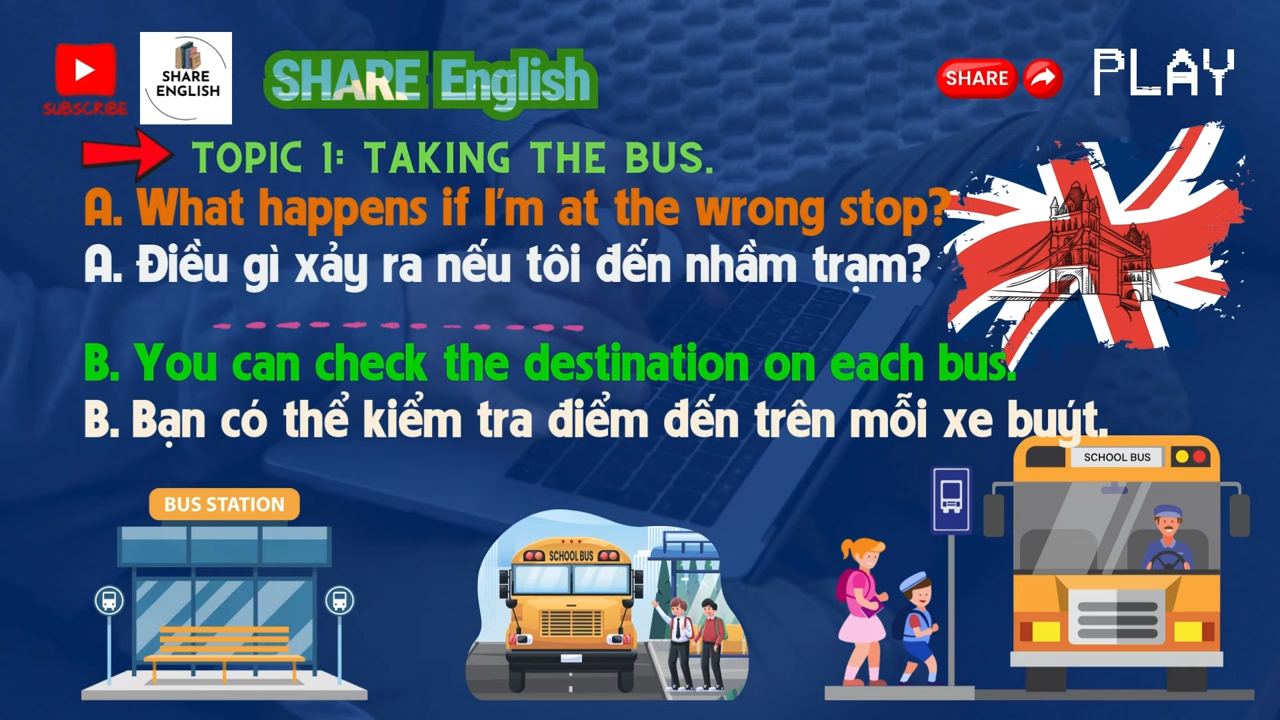 SUBSCRIBE
SHARE
ENGLISH
SHARE English
SHARE
PLAY
TOPIC 1: TAKING THE BUS.
A. What happens if I'm at the wrong stop?
A. Điều gì xảy ra nếu tôi đến nhầm trạm?
B. You can check the destination on each bus.
B. Bạn có thể kiểm tra điểm đến trên mỗi xe buýt.
BUS STATION
SCHOOL BUS
SCHOOL BUS